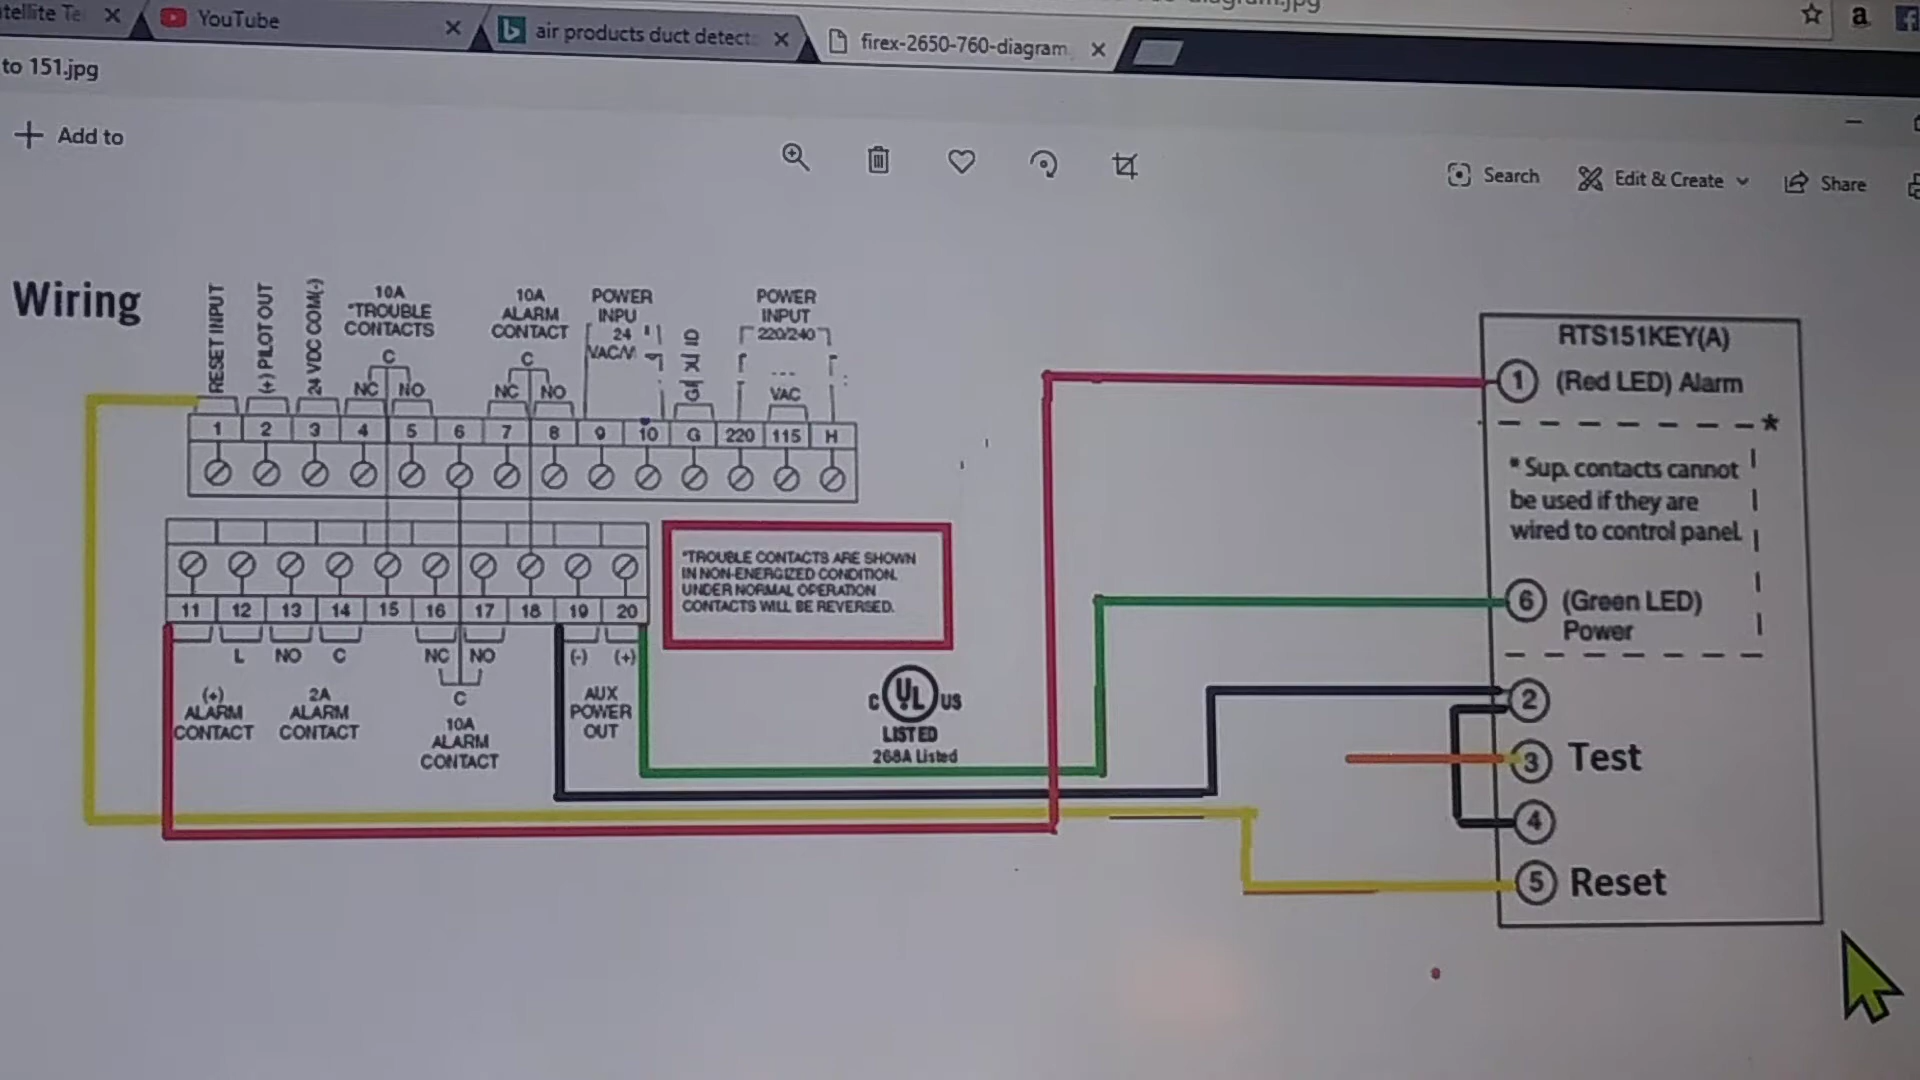 YouTube
air products duct detect
firex-2650-760-diagram
to 151.jpg
Add to
Search
Edit & Create
Share
Wiring
RESET INPUT
(+) PILOT OUT
24 VDC COM(-)
10A
*TROUBLE
CONTACTS
C
NC NO
10A
ALARM
CONTACT
C
NC NO
POWER
INPU
24
POWER
INPUT
220/240
VAC
1 2 3 4 5 6 7 8 9 10 G 220 115 H
11 12 13 14 15 16 17 18 19 20
L NO C NC NO (-) (+)
(+)
ALARM
CONTACT
2A
ALARM
CONTACT
C
10A
ALARM
CONTACT
AUX
POWER
OUT
*TROUBLE CONTACTS ARE SHOWN
IN NON-ENERGIZED CONDITION.
UNDER NORMAL OPERATION
CONTACTS WILL BE REVERSED.
C UL US
LISTED
268A Listed
RTS151KEY(A)
1 (Red LED) Alarm
*
* Sup. contacts cannot
be used if they are
wired to control panel.
6 (Green LED)
Power
2
3 Test
4
5 Reset